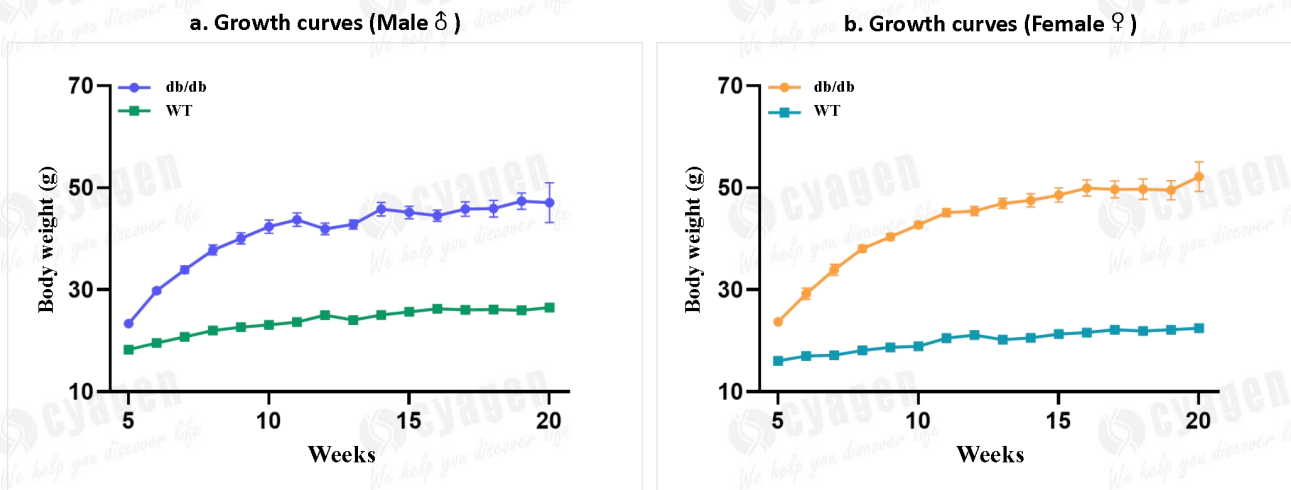 a. Growth curves (Male ♂)
70
50
30
10
db/db
WT
Body weight (g)
5 10 15 20
Weeks
b. Growth curves (Female ♀)
70
50
30
10
db/db
WT
Body weight (g)
5 10 15 20
Weeks
cyagen
We help you discover life